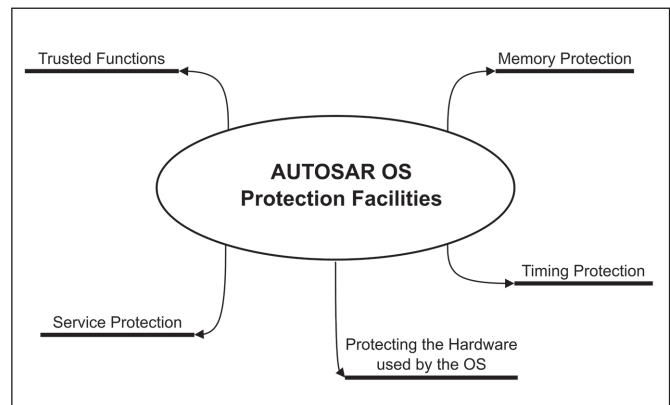 Trusted Functions
Memory Protection
AUTOSAR OS
Protection Facilities
Timing Protection
Service Protection
Protecting the Hardware
used by the OS